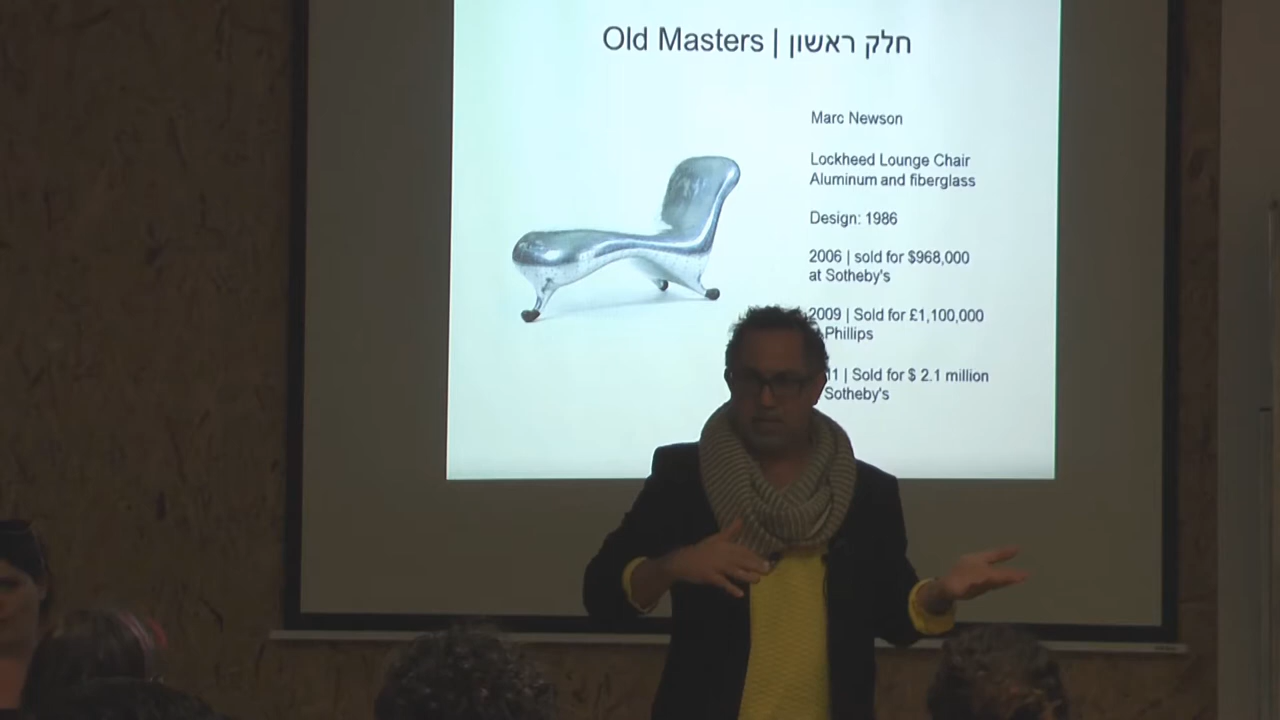 Old Masters | חלק ראשון
Marc Newson
Lockheed Lounge Chair
Aluminum and fiberglass
Design: 1986
2006 | sold for $968,000
at Sotheby's
2009 | Sold for £1,100,000
Phillips
11 | Sold for $ 2.1 million
Sotheby's